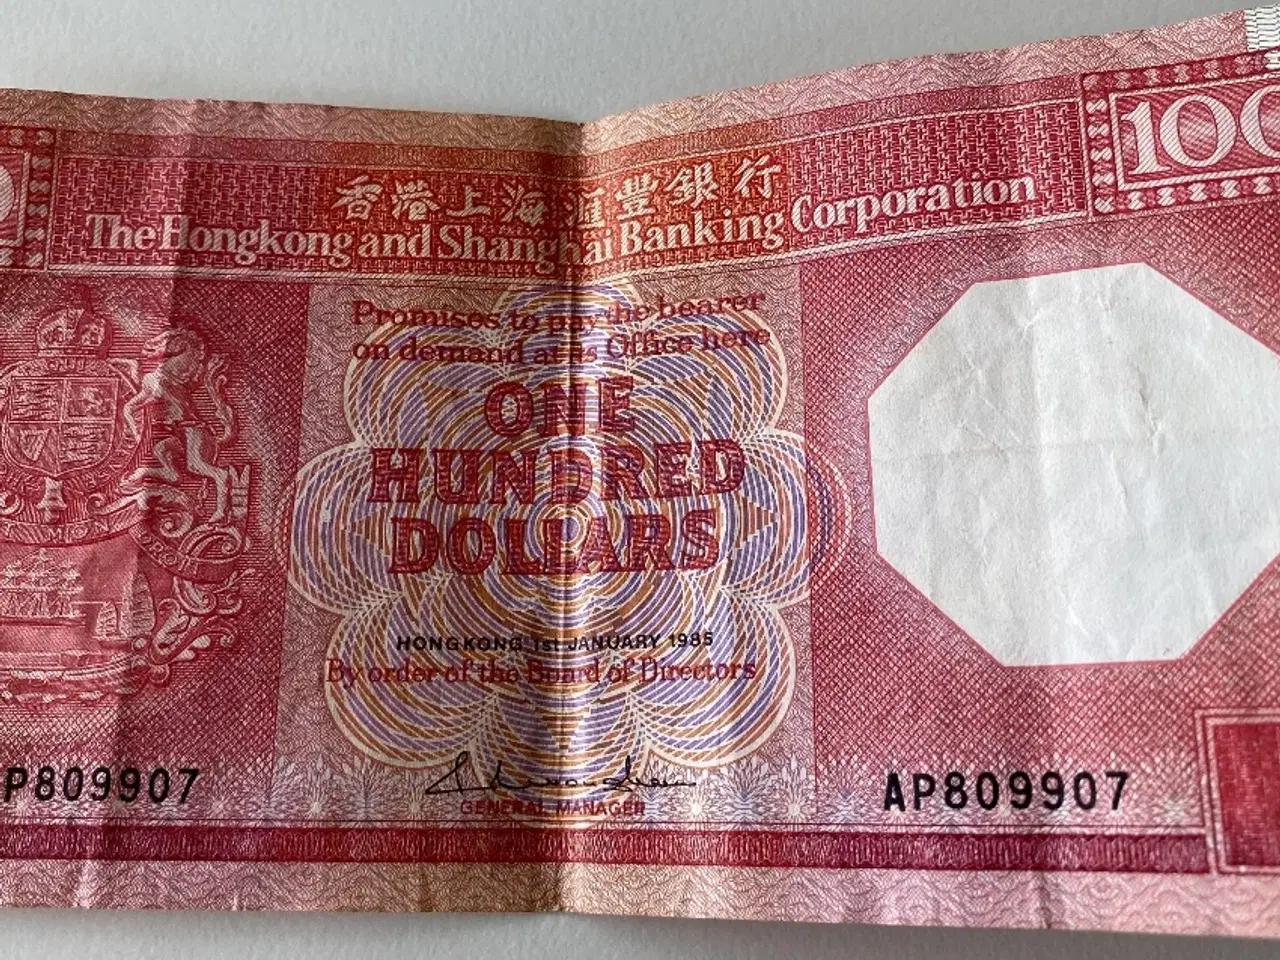 香港上海滙豐銀行
The Hongkong and Shanghai Banking Corporation
100
Promises to pay the bearer
on demand at its Office here
ONE
HUNDRED
DOLLARS
HONG KONG 1st JANUARY 1985
By order of the Board of Directors
P809907
AP809907
GENERAL MANAGER